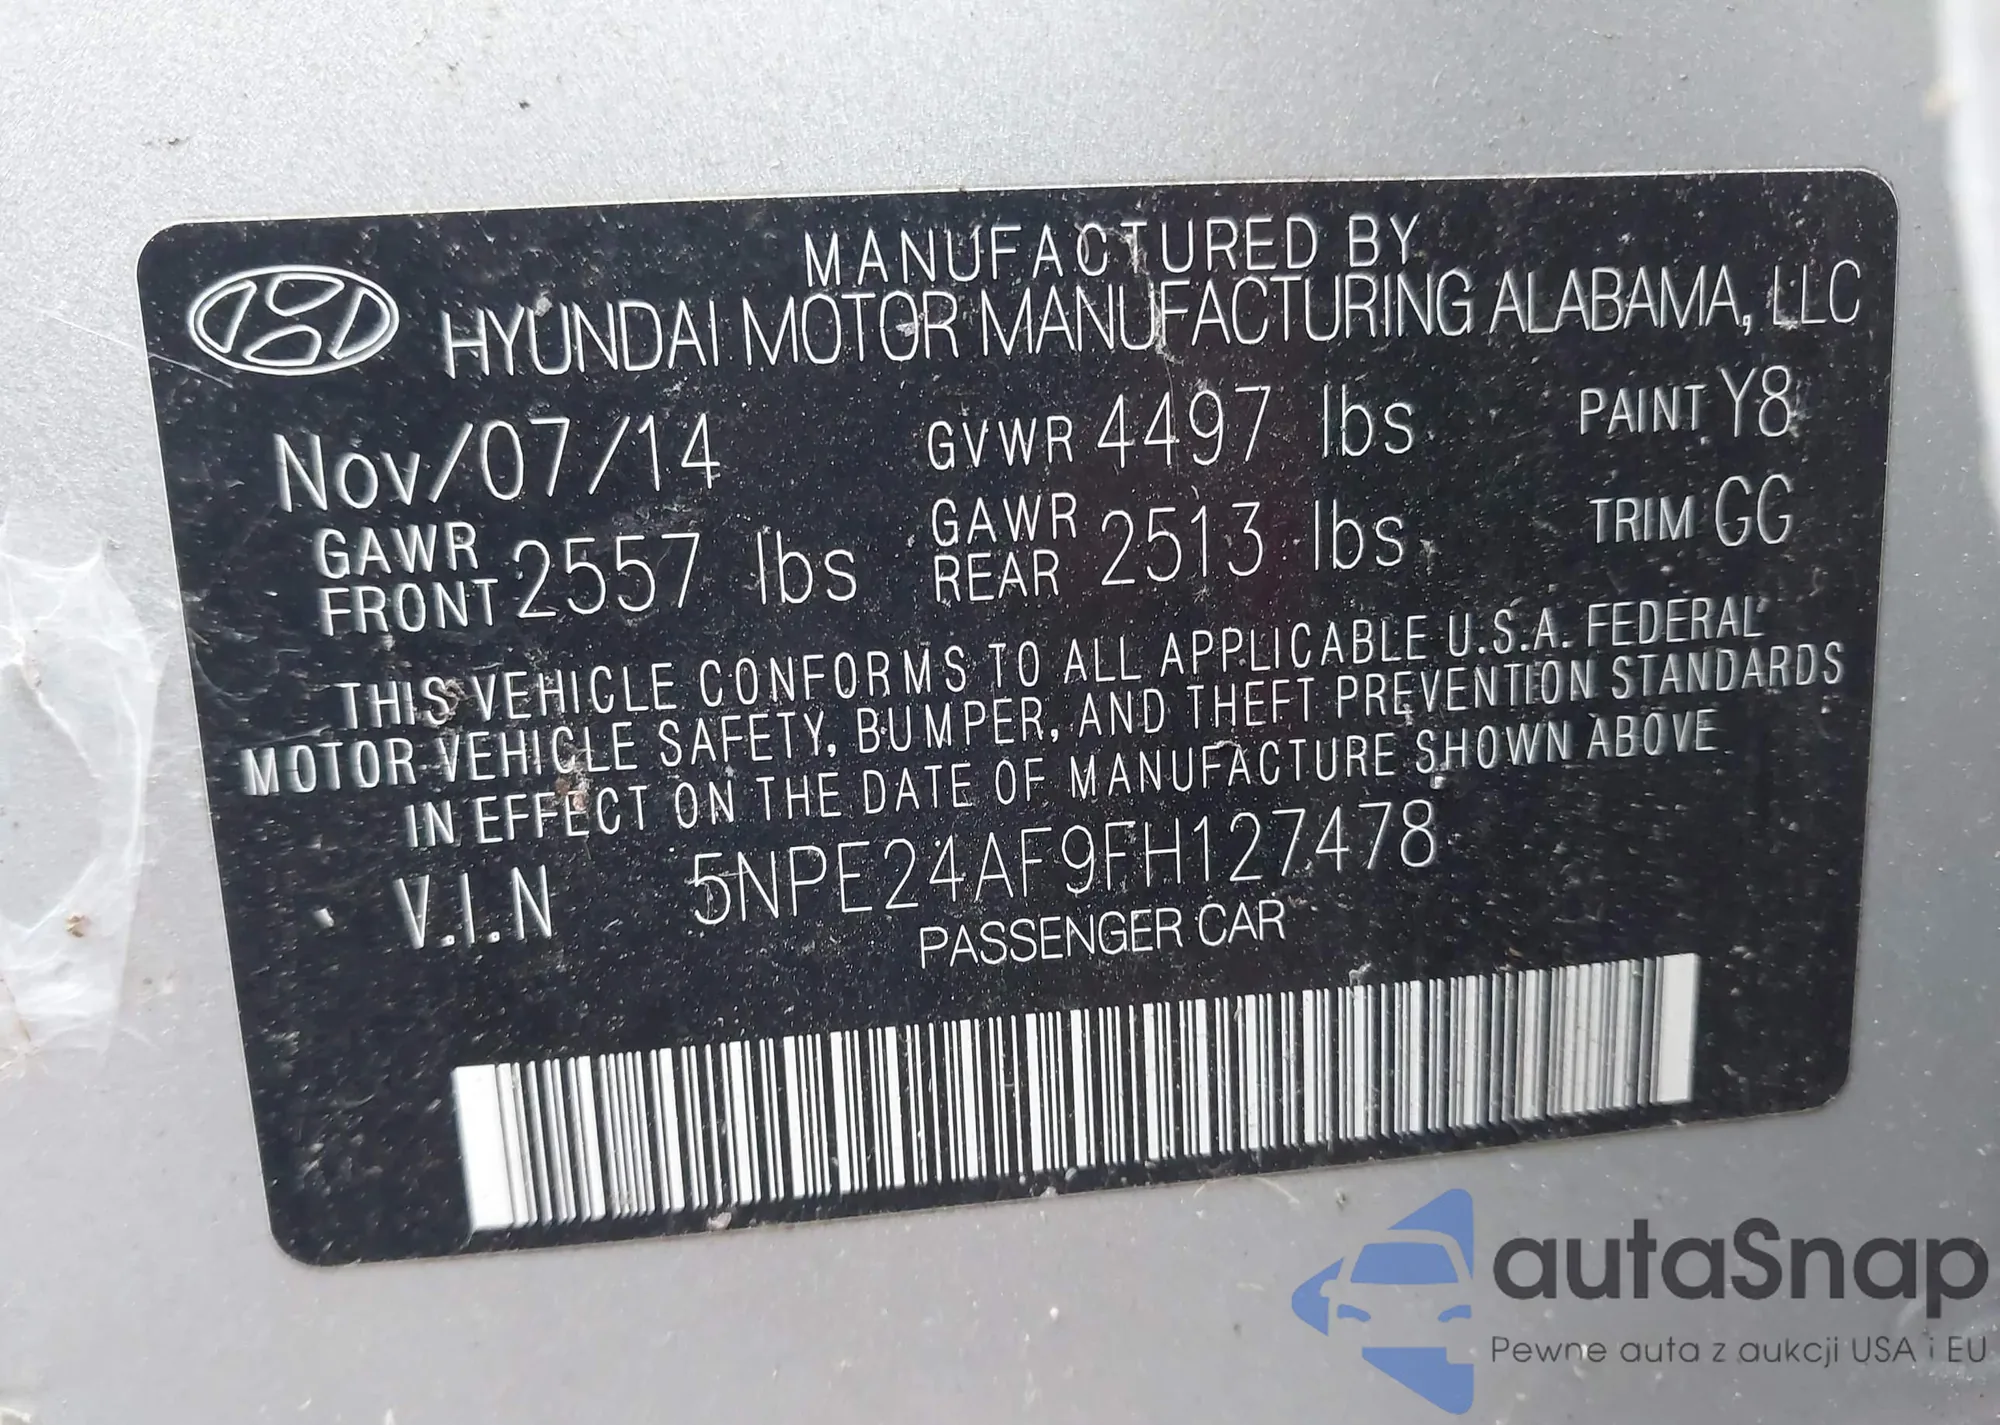 MANUFACTURED BY
HYUNDAI MOTOR MANUFACTURING ALABAMA, LLC
Nov/07/14 GVWR 4497 lbs PAINT Y8
GAWR FRONT 2557 lbs GAWR REAR 2513 lbs TRIM GG
THIS VEHICLE CONFORMS TO ALL APPLICABLE U.S.A. FEDERAL
MOTOR VEHICLE SAFETY, BUMPER, AND THEFT PREVENTION STANDARDS
IN EFFECT ON THE DATE OF MANUFACTURE SHOWN ABOVE
V.I.N 5NPE24AF9FH127478
PASSENGER CAR
autaSnap
Pewne auta z aukcji USA i EU